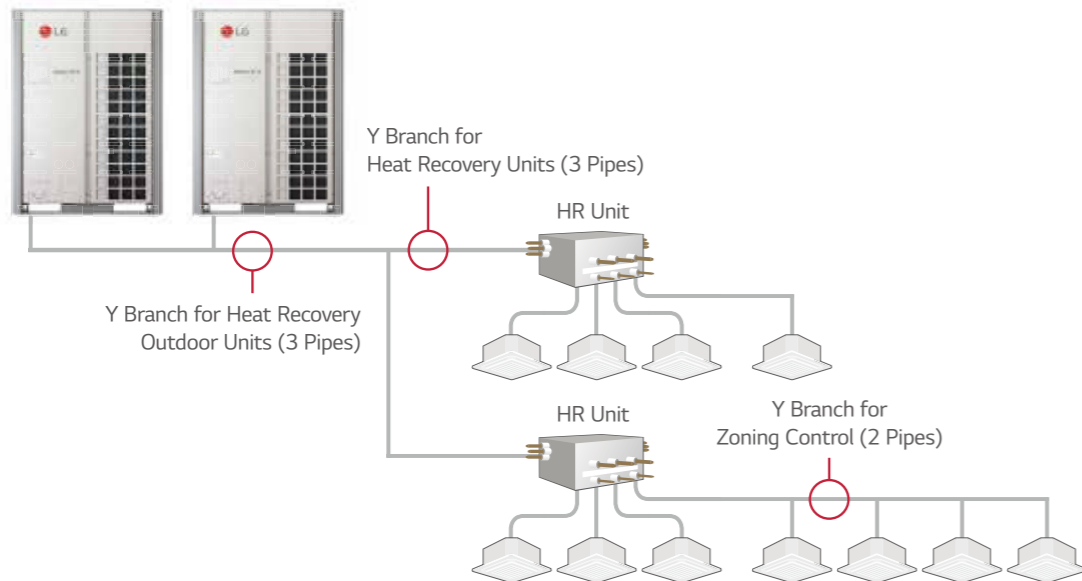 LG
LG
Y Branch for
Heat Recovery Units (3 Pipes)
HR Unit
Y Branch for Heat Recovery
Outdoor Units (3 Pipes)
HR Unit
Y Branch for
Zoning Control (2 Pipes)